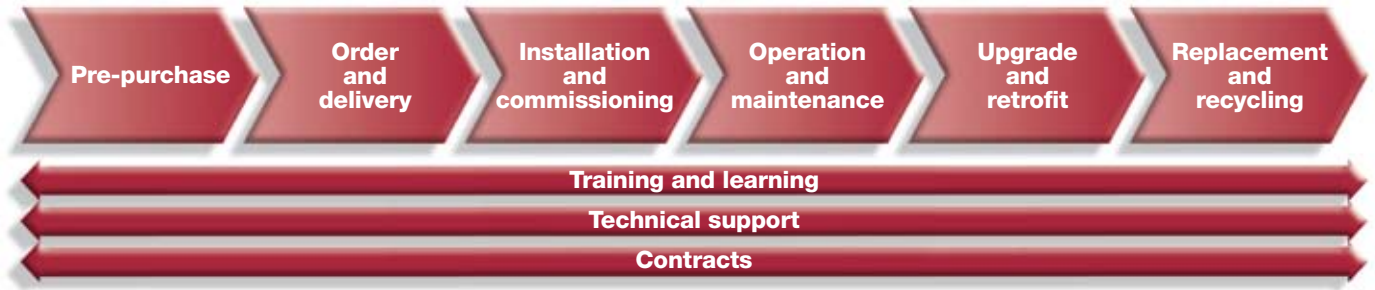 Pre-purchase
Order
and
delivery
Installation
and
commissioning
Operation
and
maintenance
Upgrade
and
retrofit
Replacement
and
recycling
Training and learning
Technical support
Contracts